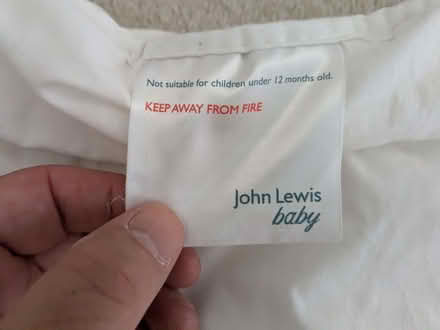 Not suitable for children under 12 months old.
KEEP AWAY FROM FIRE
John Lewis
baby